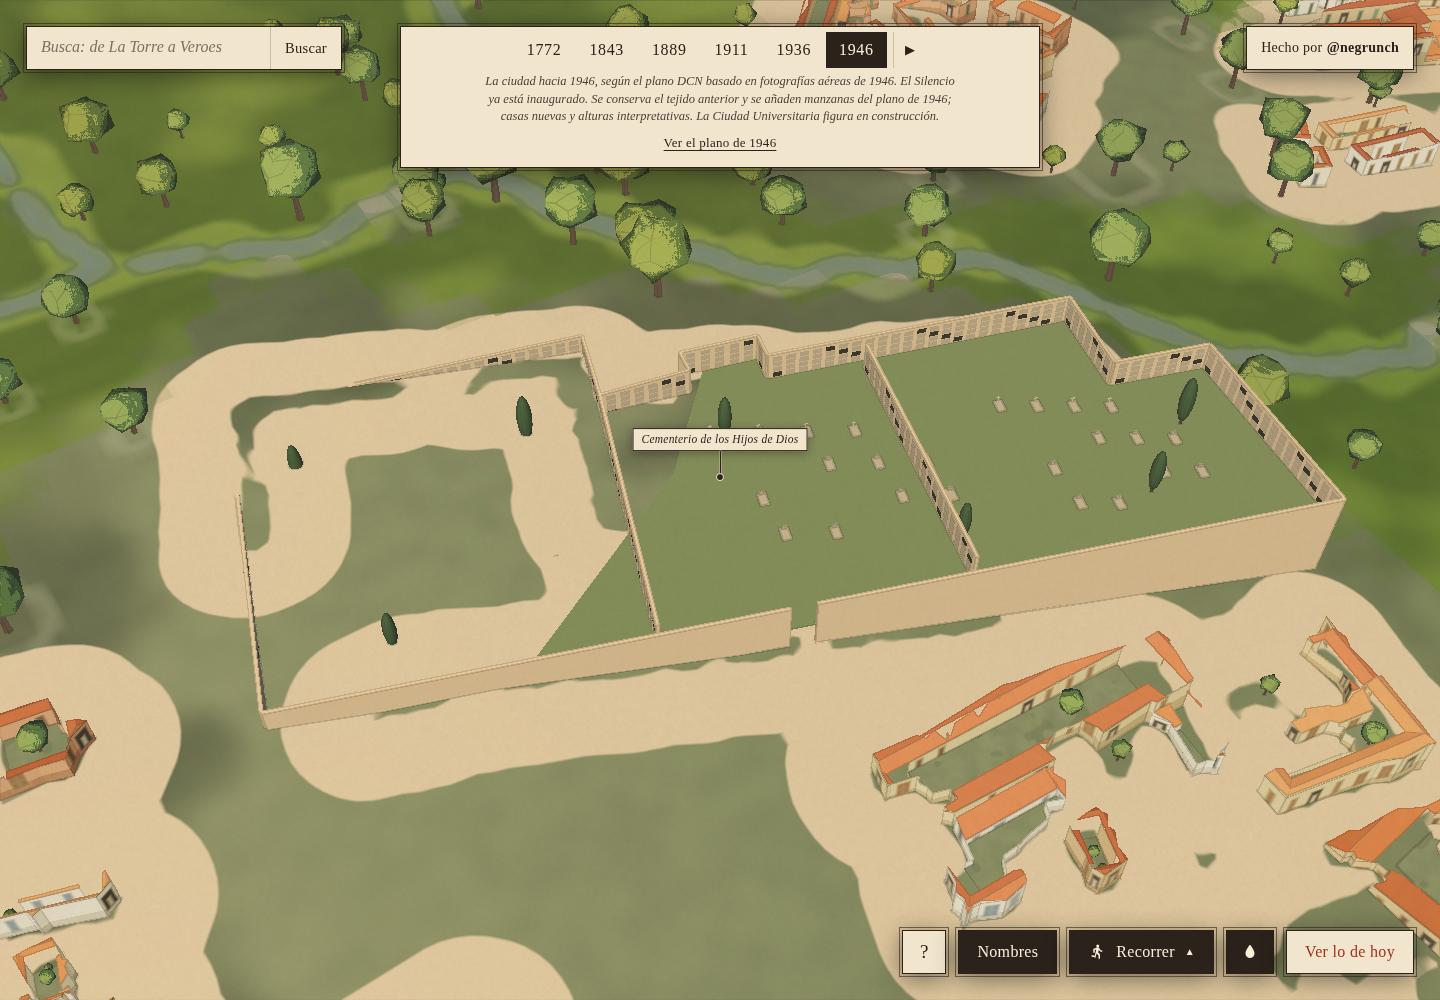 Busca: de La Torre a Veroes
Buscar
1772 1843 1889 1911 1936 1946 ▶
La ciudad hacia 1946, según el plano DCN basado en fotografías aéreas de 1946. El Silencio
ya está inaugurado. Se conserva el tejido anterior y se añaden manzanas del plano de 1946;
casas nuevas y alturas interpretativas. La Ciudad Universitaria figura en construcción.
Ver el plano de 1946
Hecho por @negrunch
Cementerio de los Hijos de Dios
?
Nombres
Recorrer ▲
Ver lo de hoy